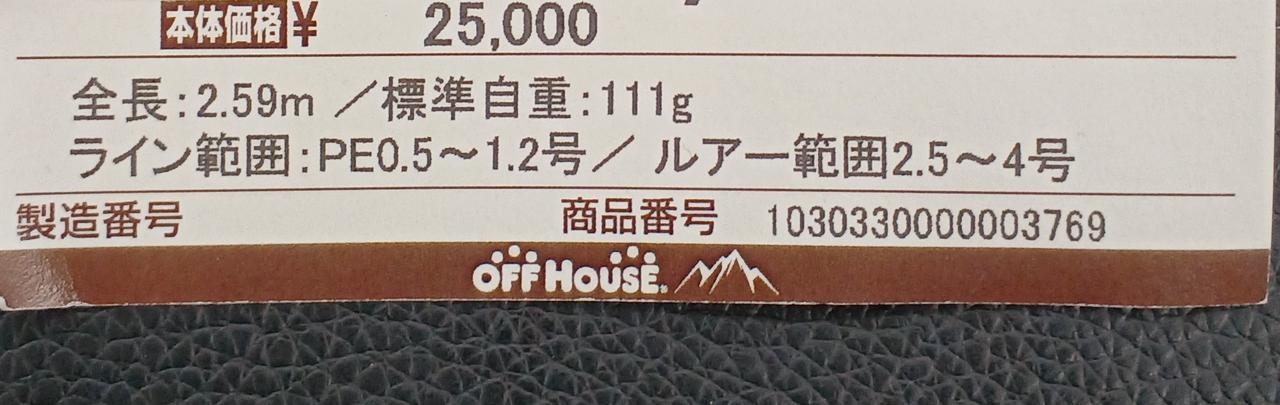 本体価格 ¥ 25,000
全長:2.59m ／標準自重:111g
ライン範囲:PE0.5～1.2号／ ルアー範囲2.5～4号
製造番号 商品番号 1030330000003769
OFF HOUSE